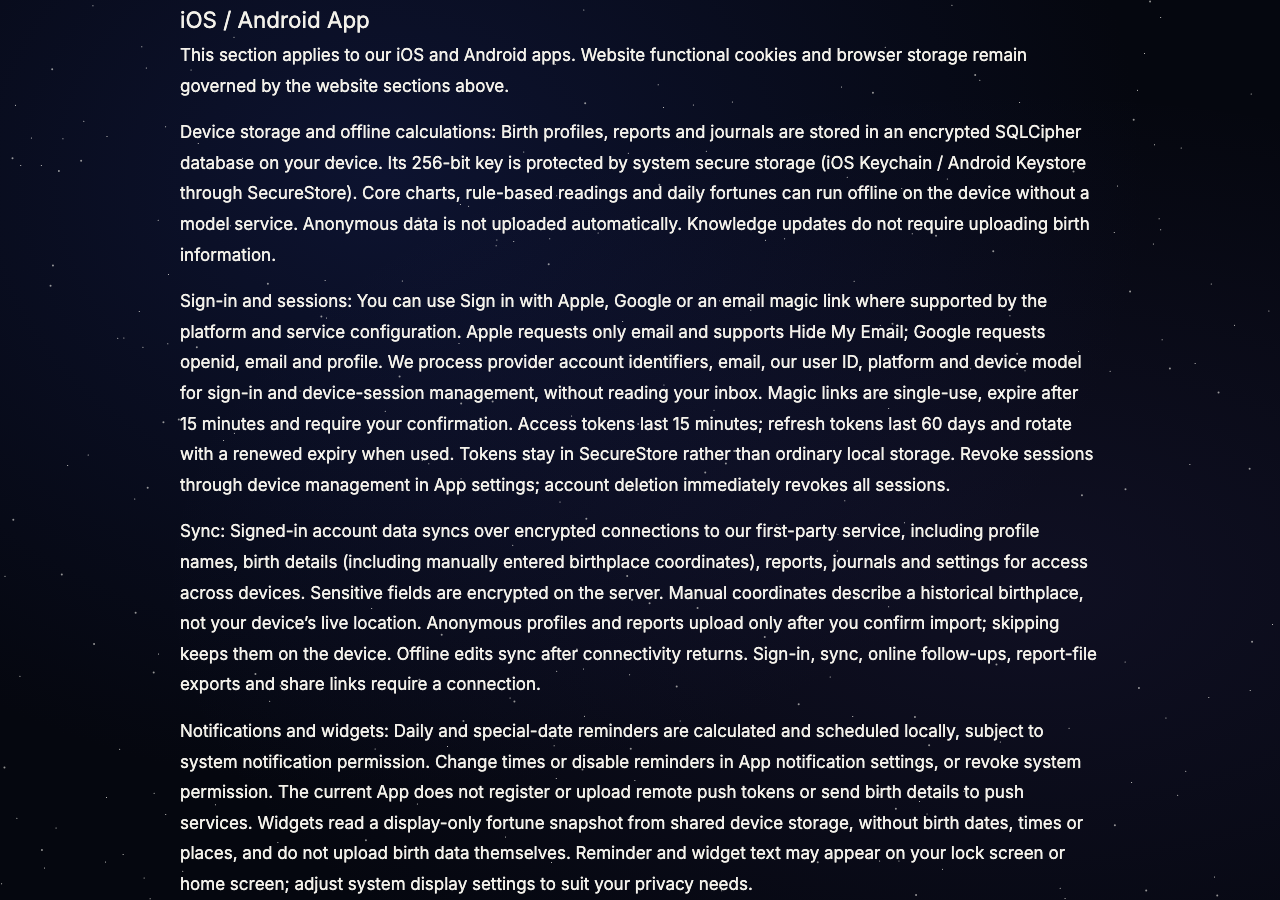 iOS / Android App
This section applies to our iOS and Android apps. Website functional cookies and browser storage remain
governed by the website sections above.
Device storage and offline calculations: Birth profiles, reports and journals are stored in an encrypted SQLCipher
database on your device. Its 256-bit key is protected by system secure storage (iOS Keychain / Android Keystore
through SecureStore). Core charts, rule-based readings and daily fortunes can run offline on the device without a
model service. Anonymous data is not uploaded automatically. Knowledge updates do not require uploading birth
information.
Sign-in and sessions: You can use Sign in with Apple, Google or an email magic link where supported by the
platform and service configuration. Apple requests only email and supports Hide My Email; Google requests
openid, email and profile. We process provider account identifiers, email, our user ID, platform and device model
for sign-in and device-session management, without reading your inbox. Magic links are single-use, expire after
15 minutes and require your confirmation. Access tokens last 15 minutes; refresh tokens last 60 days and rotate
with a renewed expiry when used. Tokens stay in SecureStore rather than ordinary local storage. Revoke sessions
through device management in App settings; account deletion immediately revokes all sessions.
Sync: Signed-in account data syncs over encrypted connections to our first-party service, including profile
names, birth details (including manually entered birthplace coordinates), reports, journals and settings for access
across devices. Sensitive fields are encrypted on the server. Manual coordinates describe a historical birthplace,
not your device’s live location. Anonymous profiles and reports upload only after you confirm import; skipping
keeps them on the device. Offline edits sync after connectivity returns. Sign-in, sync, online follow-ups, report-file
exports and share links require a connection.
Notifications and widgets: Daily and special-date reminders are calculated and scheduled locally, subject to
system notification permission. Change times or disable reminders in App notification settings, or revoke system
permission. The current App does not register or upload remote push tokens or send birth details to push
services. Widgets read a display-only fortune snapshot from shared device storage, without birth dates, times or
places, and do not upload birth data themselves. Reminder and widget text may appear on your lock screen or
home screen; adjust system display settings to suit your privacy needs.